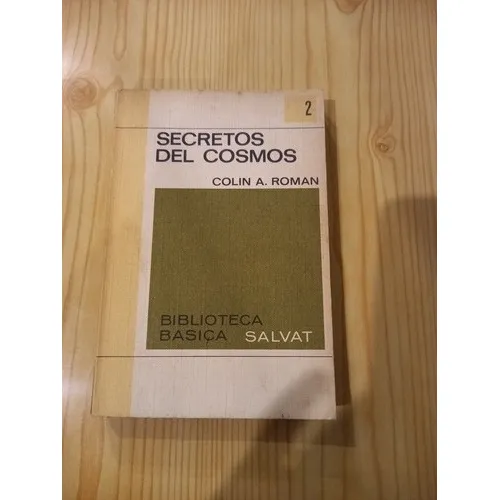 2
SECRETOS
DEL COSMOS
COLIN A. ROMAN
BIBLIOTECA
BASICA SALVAT